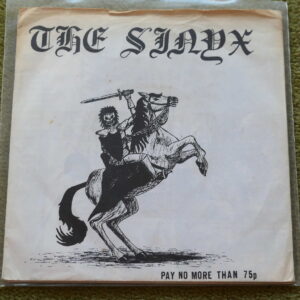 THE SINYX
PAY NO MORE THAN 75p